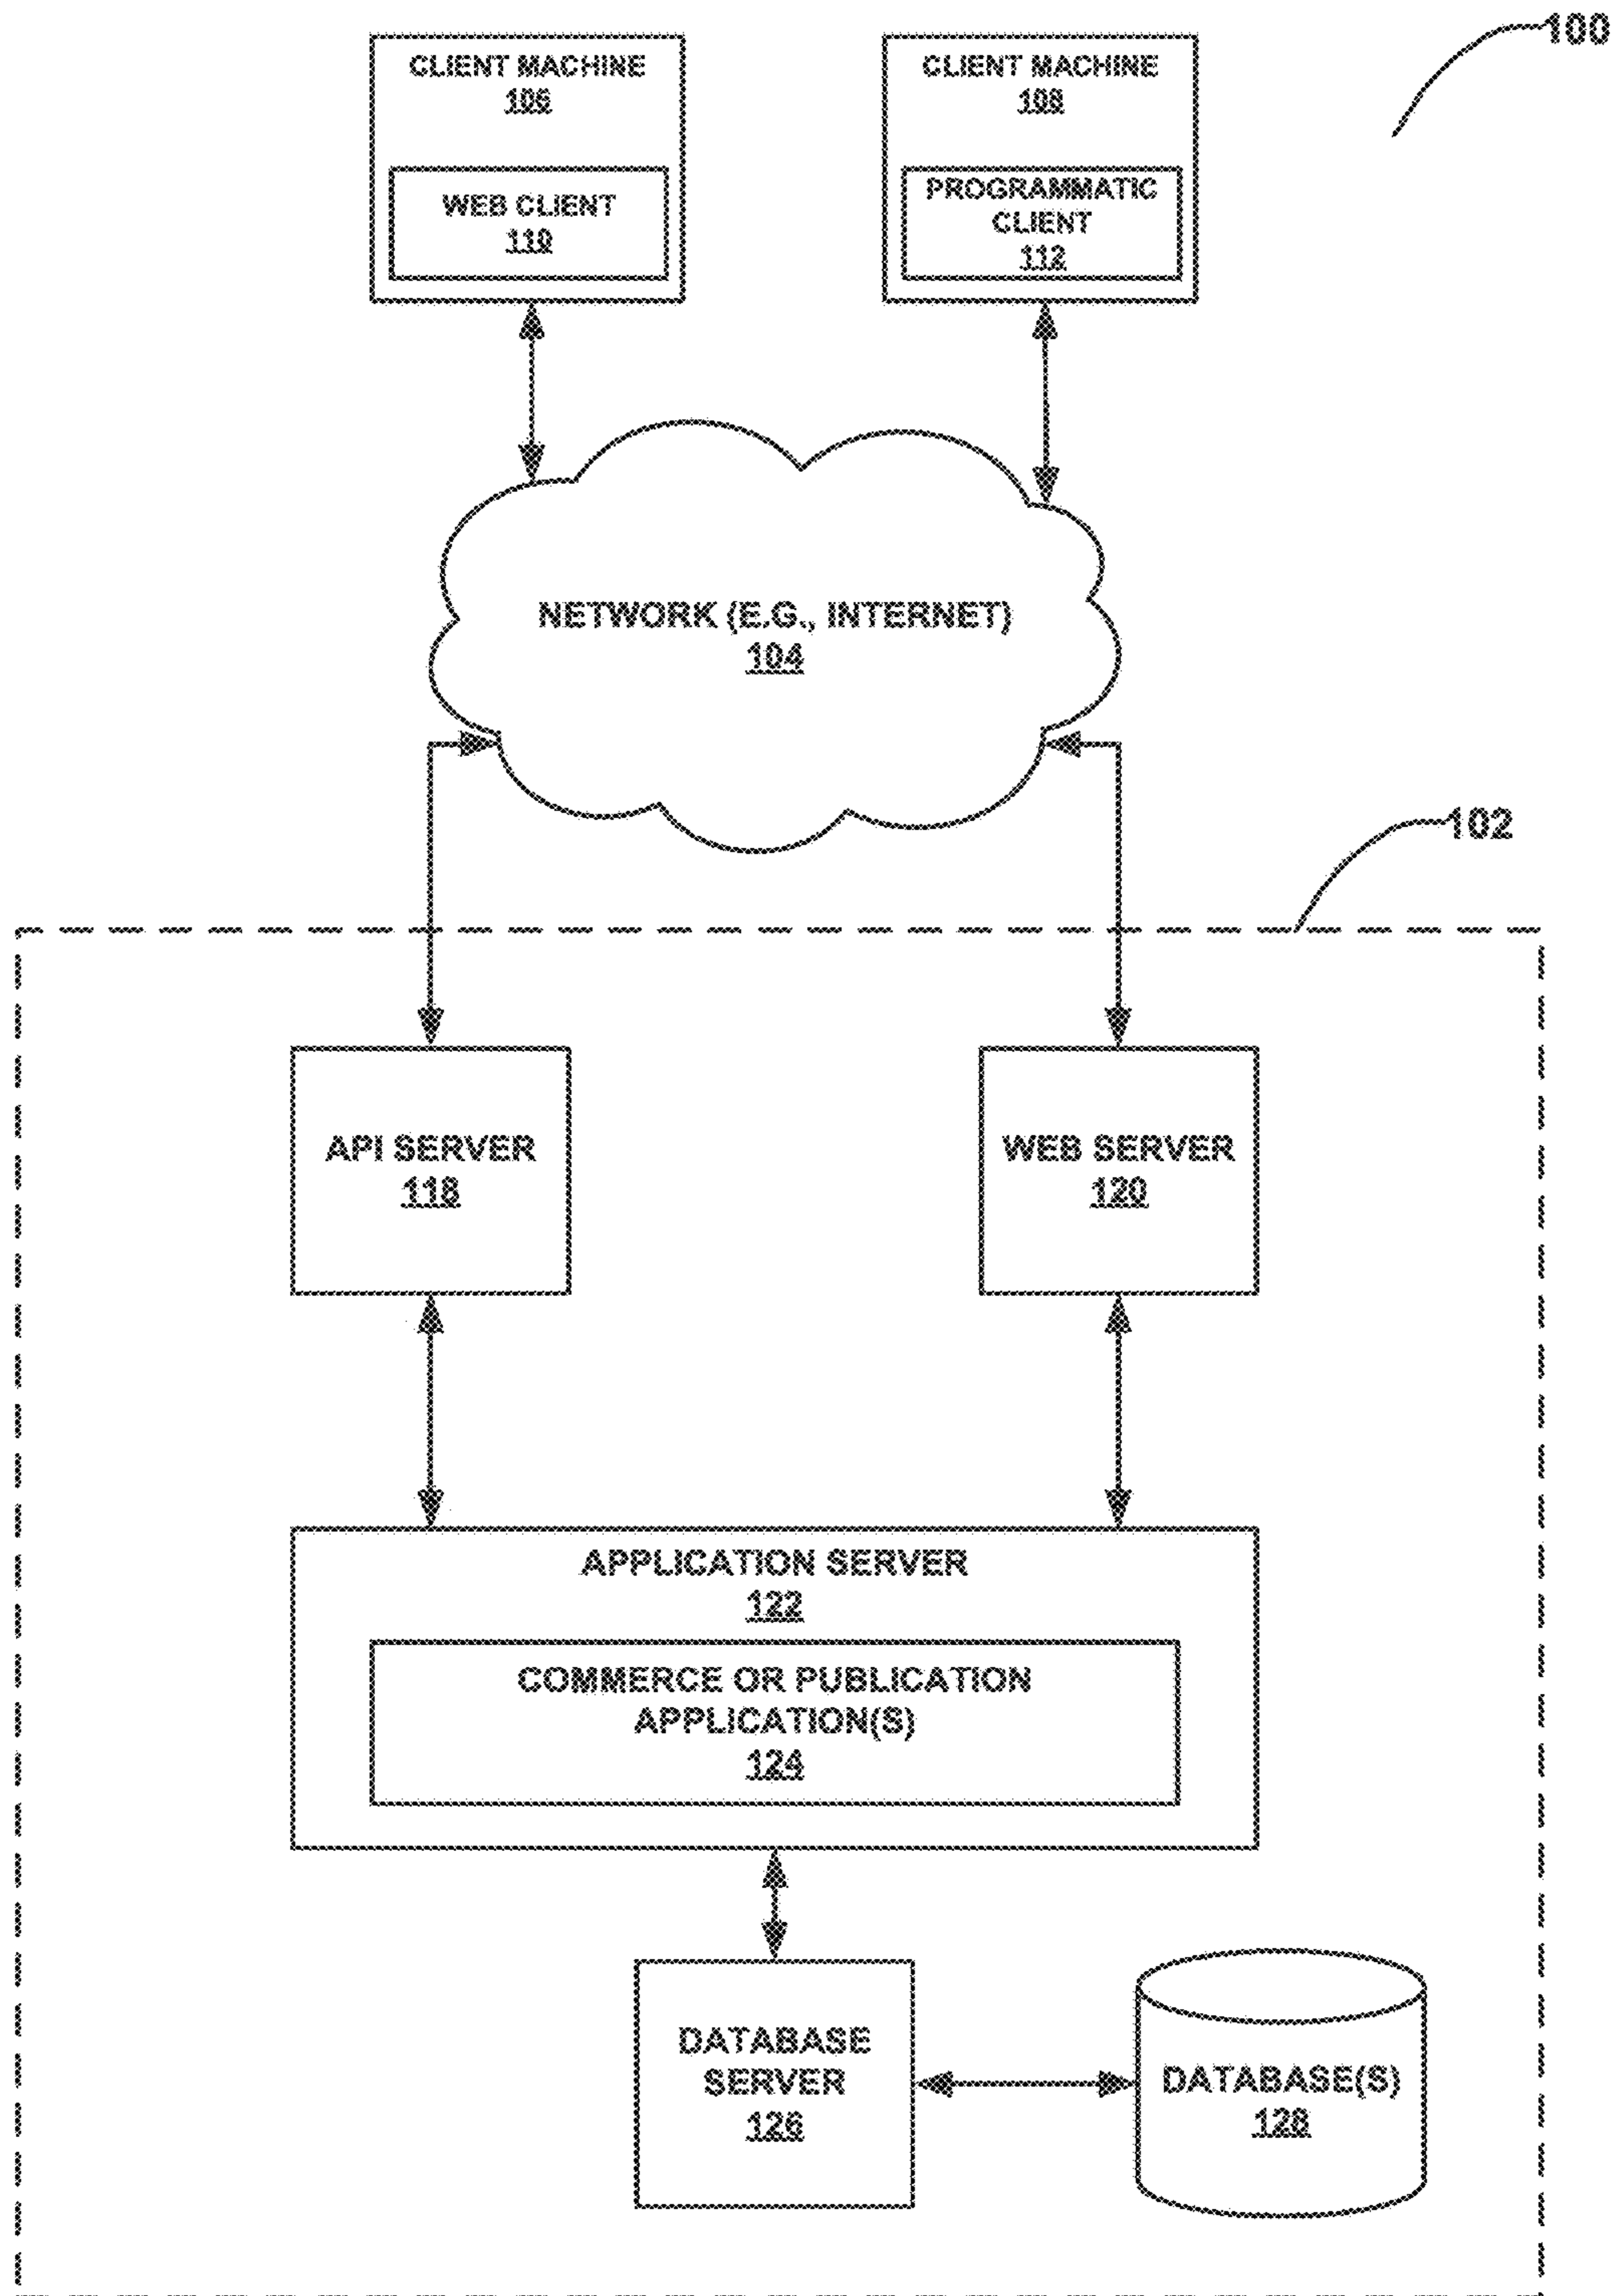 100
CLIENT MACHINE
106
WEB CLIENT
110
CLIENT MACHINE
108
PROGRAMMATIC
CLIENT
112
NETWORK (E.G., INTERNET)
104
102
API SERVER
118
WEB SERVER
120
APPLICATION SERVER
122
COMMERCE OR PUBLICATION
APPLICATION(S)
124
DATABASE
SERVER
126
DATABASE(S)
128